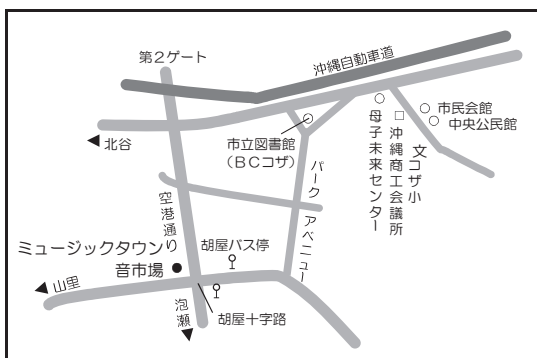 第2ゲート
沖縄自動車道
北谷
市立図書館
（BCコザ）
母子未来センター
沖縄商工会議所
文コザ小
市民会館
中央公民館
パークアベニュー
空港通り
ミュージックタウン
音市場
胡屋バス停
山里
泡瀬
胡屋十字路